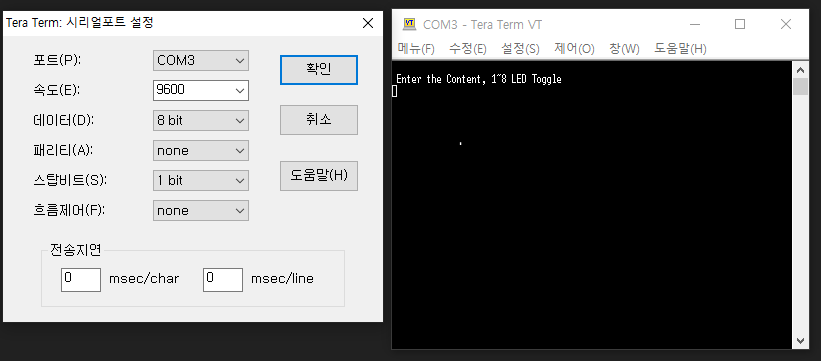 Tera Term: 시리얼포트 설정
포트(P):
COM3
확인
속도(E):
9600
데이터(D):
8 bit
취소
패리티(A):
none
스탑비트(S):
1 bit
도움말(H)
흐름제어(F):
none
전송지연
0
msec/char
0
msec/line
VT
COM3 - Tera Term VT
메뉴(F) 수정(E) 설정(S) 제어(O) 창(W) 도움말(H)
Enter the Content, 1~8 LED Toggle